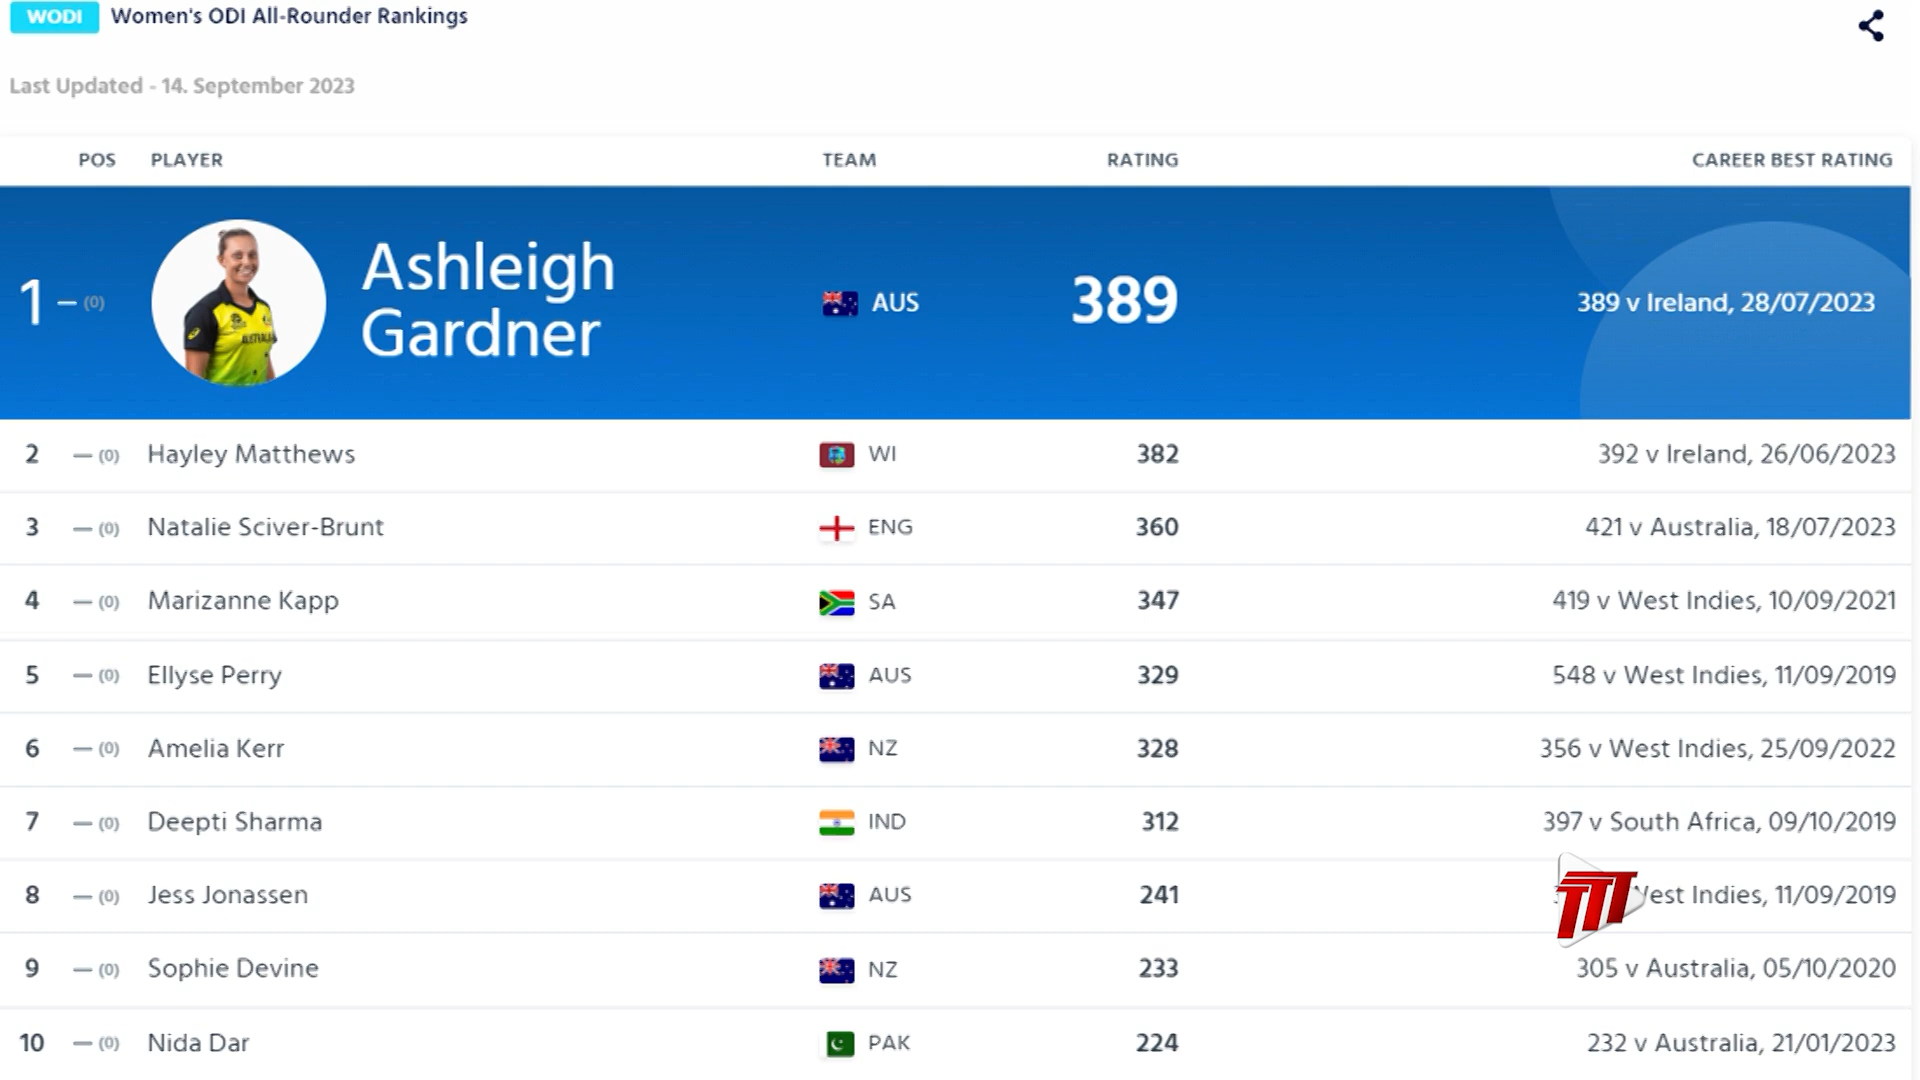 WODI Women's ODI All-Rounder Rankings
Last Updated - 14. September 2023
POS PLAYER TEAM RATING CAREER BEST RATING
1 — (0) Ashleigh Gardner AUS 389 389 v Ireland, 28/07/2023
2 — (0) Hayley Matthews WI 382 392 v Ireland, 26/06/2023
3 — (0) Natalie Sciver-Brunt ENG 360 421 v Australia, 18/07/2023
4 — (0) Marizanne Kapp SA 347 419 v West Indies, 10/09/2021
5 — (0) Ellyse Perry AUS 329 548 v West Indies, 11/09/2019
6 — (0) Amelia Kerr NZ 328 356 v West Indies, 25/09/2022
7 — (0) Deepti Sharma IND 312 397 v South Africa, 09/10/2019
8 — (0) Jess Jonassen AUS 241 Indies, 11/09/2019
TTT
9 — (0) Sophie Devine NZ 233 305 v Australia, 05/10/2020
10 — (0) Nida Dar PAK 224 232 v Australia, 21/01/2023